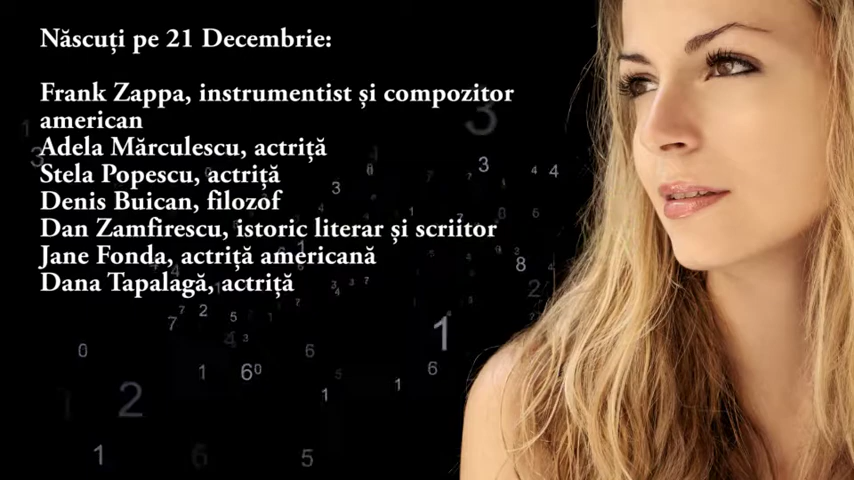 Născuți pe 21 Decembrie:
Frank Zappa, instrumentist și compozitor
american
Adela Mărculescu, actriță
Stela Popescu, actriță
Denis Buican, filozof
Dan Zamfirescu, istoric literar și scriitor
Jane Fonda, actriță americană
Dana Tapalagă, actriță